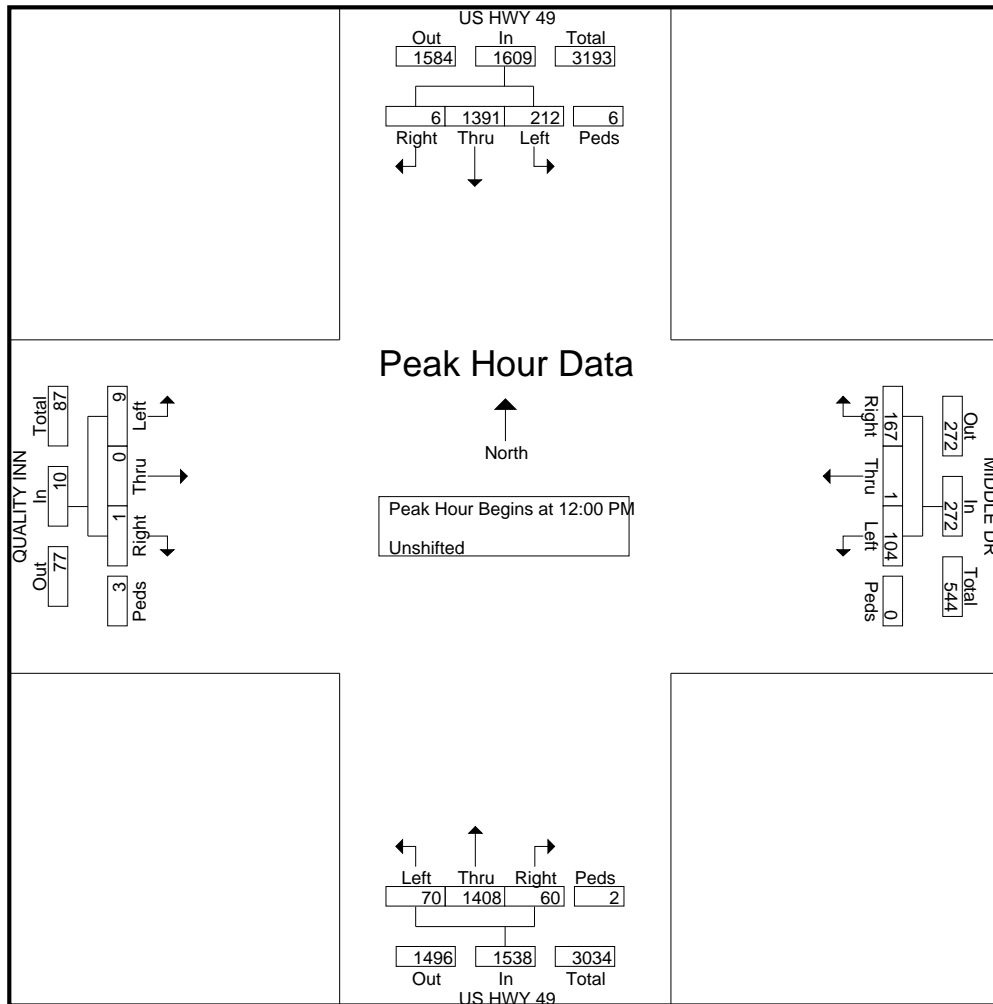 US HWY 49
Out In Total
1584 1609 3193
6 1391 212 6
Right Thru Left Peds
Peak Hour Data
North
Peak Hour Begins at 12:00 PM
Unshifted
QUALITY INN
Total In Out
87 10 77
9 0 1 3
Left Thru Right Peds
Right Thru Left Peds
167 1 104 0
Out In Total
272 272 544
MIDDLE DR
Left Thru Right Peds
70 1408 60 2
1496 1538 3034
Out In Total
US HWY 49